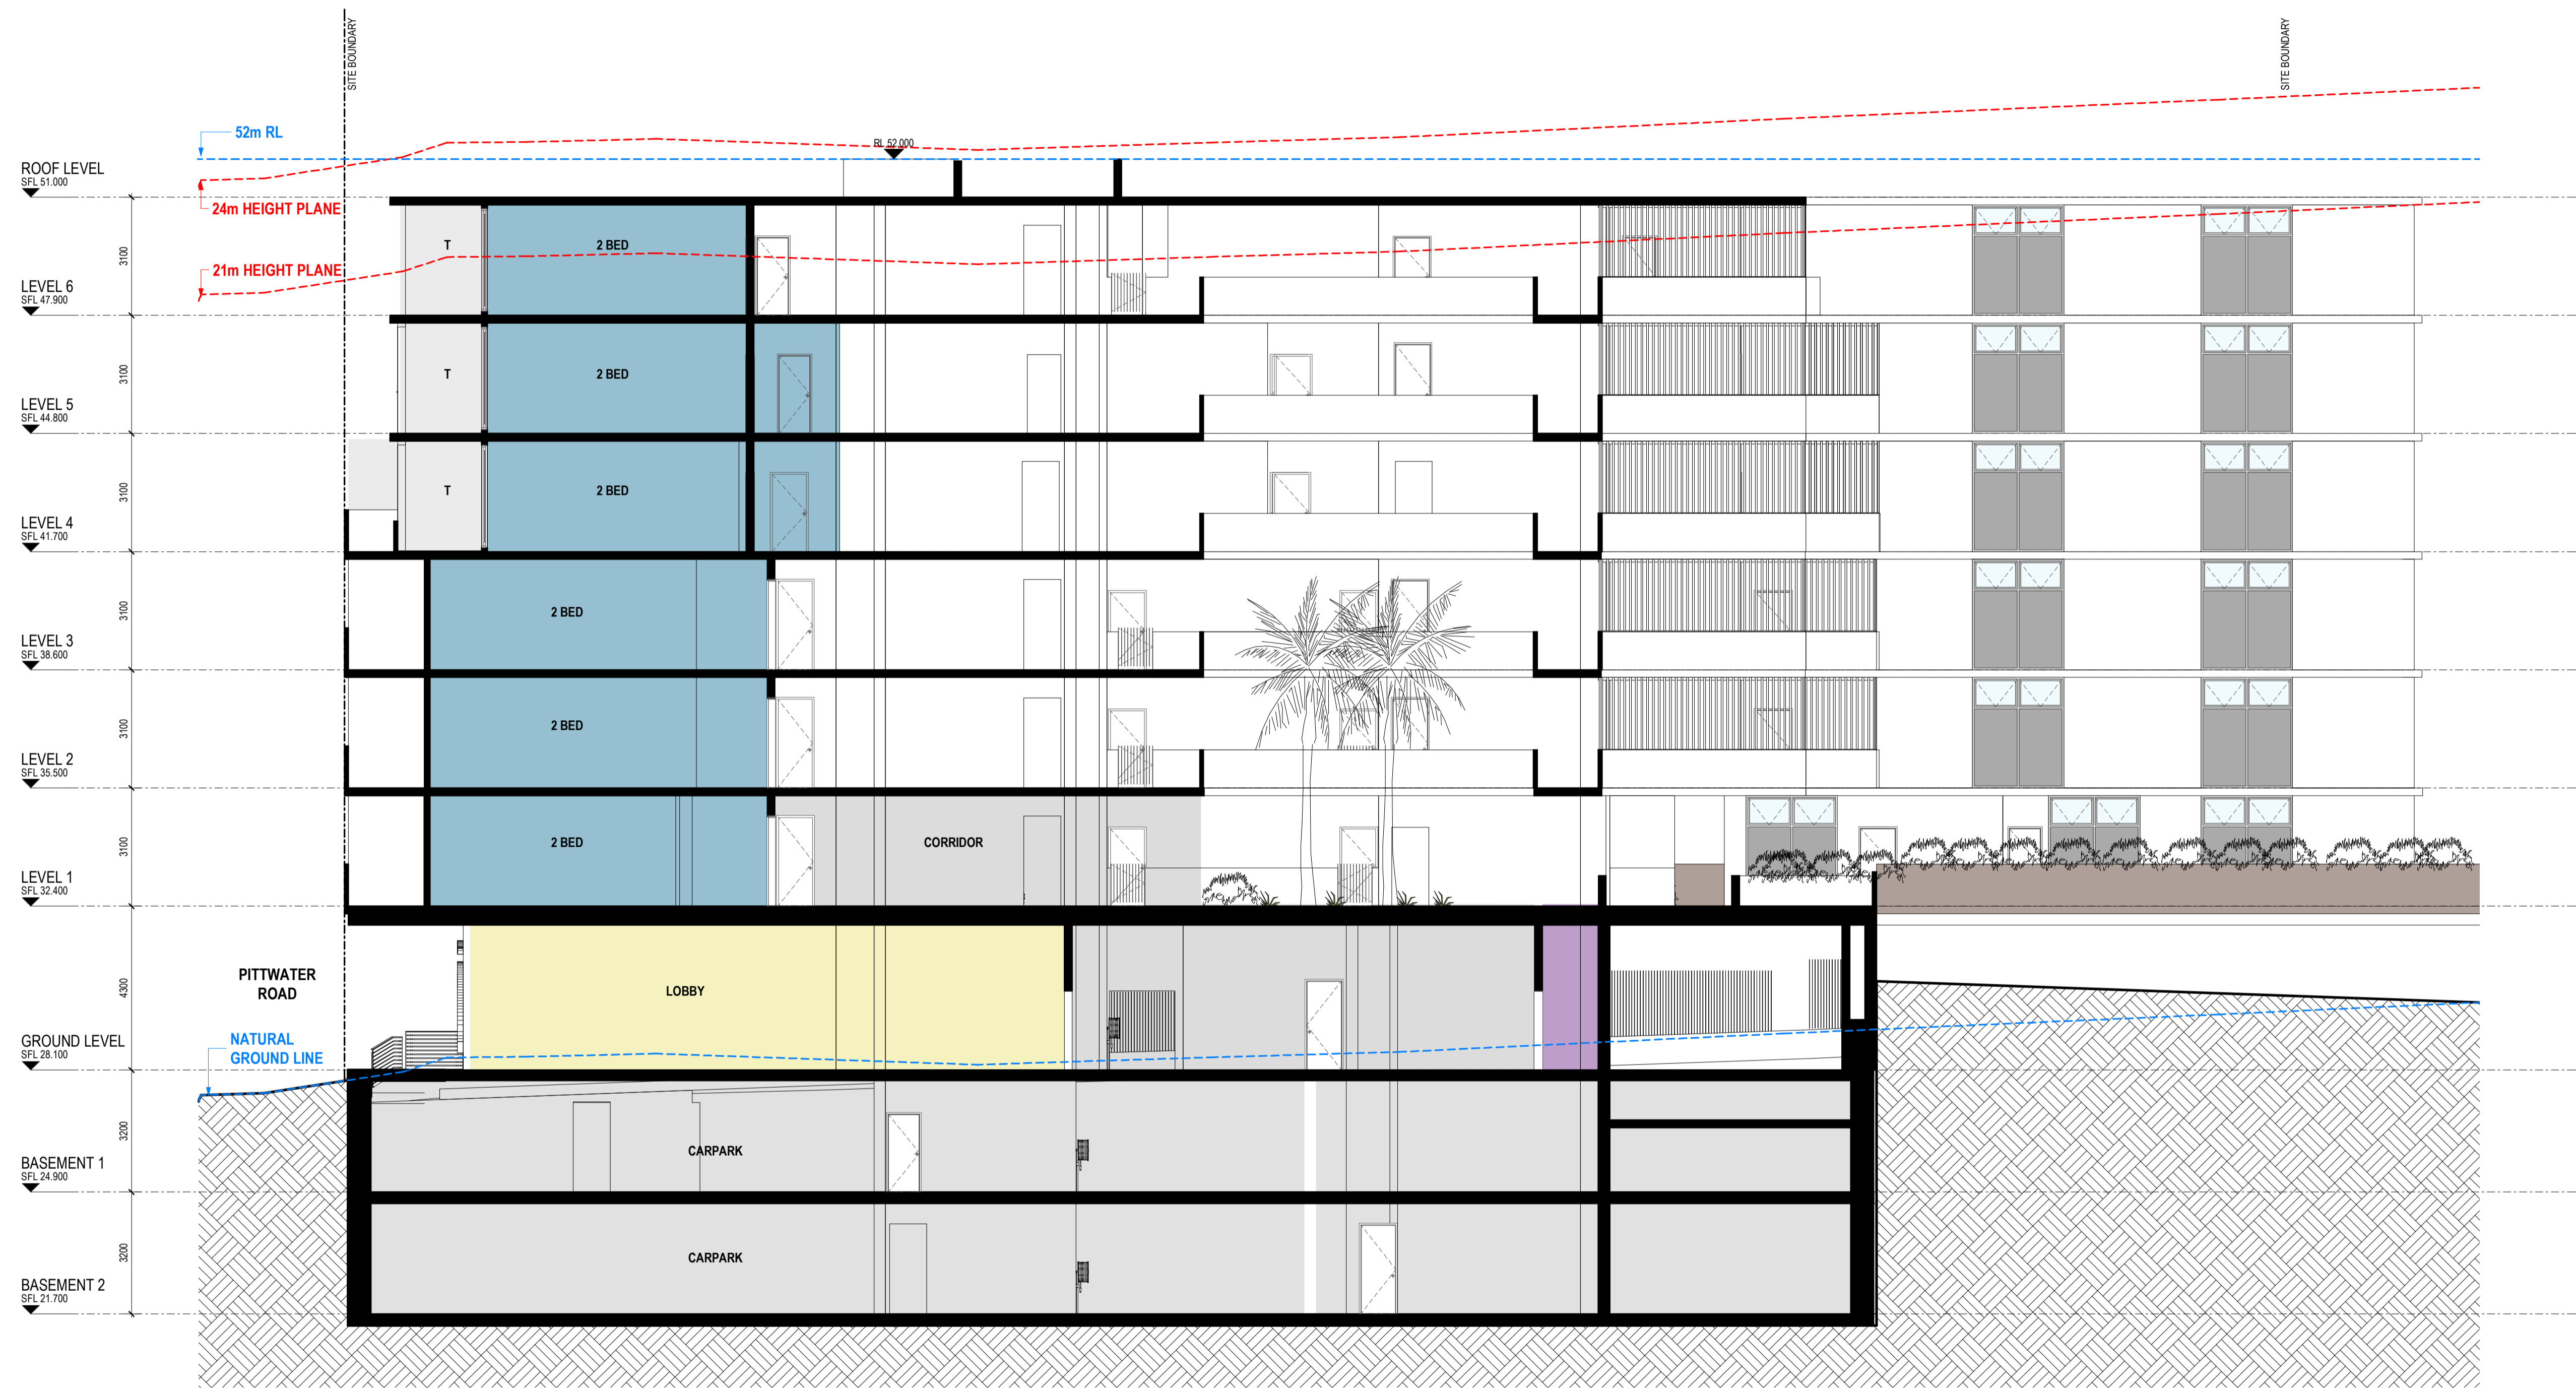 SITE BOUNDARY
SITE BOUNDARY
52m RL
RL 52.000
ROOF LEVEL
SFL 51.000
24m HEIGHT PLANE
3100
T
2 BED
21m HEIGHT PLANE
LEVEL 6
SFL 47.900
3100
T
2 BED
LEVEL 5
SFL 44.800
3100
T
2 BED
LEVEL 4
SFL 41.700
3100
2 BED
LEVEL 3
SFL 38.600
3100
2 BED
LEVEL 2
SFL 35.500
3100
2 BED
CORRIDOR
LEVEL 1
SFL 32.400
PITTWATER
ROAD
4300
LOBBY
GROUND LEVEL
SFL 28.100
NATURAL
GROUND LINE
3200
CARPARK
BASEMENT 1
SFL 24.900
3200
CARPARK
BASEMENT 2
SFL 21.700